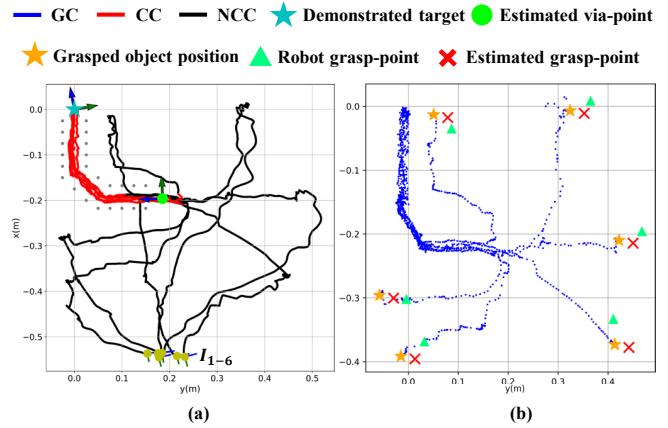 GC CC NCC Demonstrated target Estimated via-point
Grasped object position Robot grasp-point Estimated grasp-point
0.0
−0.1
−0.2
−0.3
−0.4
−0.5
x(m)
0.0 0.1 0.2 0.3 0.4 0.5
y(m)
I1−6
(a)
0.0
−0.1
−0.2
−0.3
−0.4
0.0 0.1 0.2 0.3 0.4
y(m)
(b)